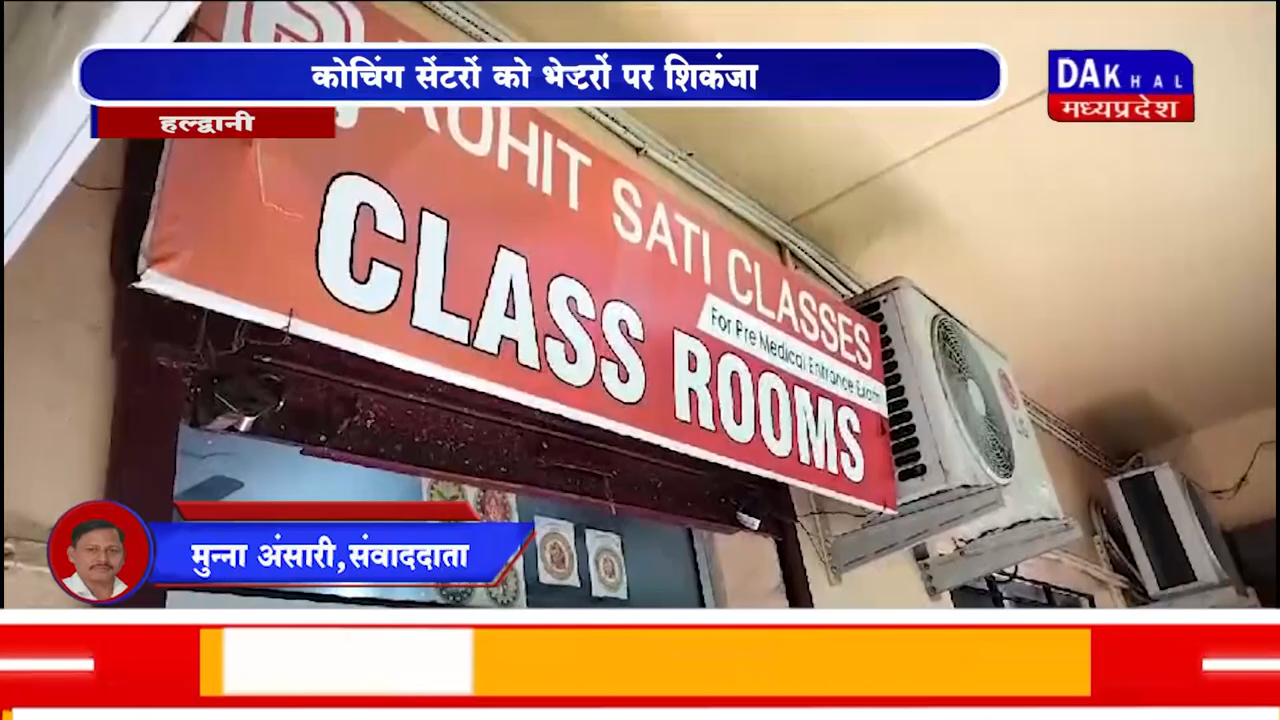 कोचिंग सेंटरों को भेन्टरों पर शिकंजा
DAKHAL
मध्यप्रदेश
हल्द्वानी
ROHIT SATI CLASSES
For Pre Medical Entrance Exam
CLASS ROOMS
LG
मुन्ना अंसारी,संवाददाता